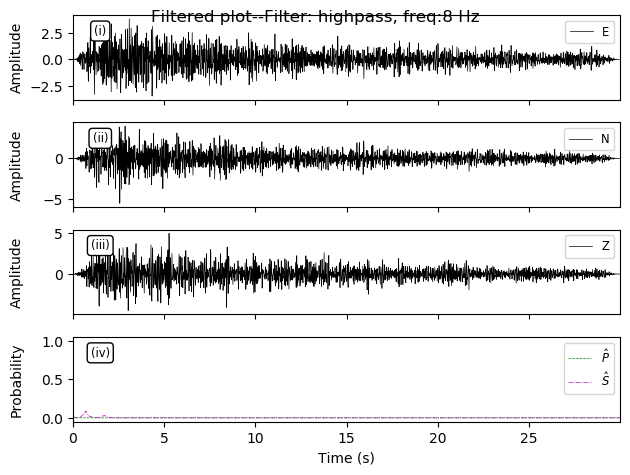 Filtered plot--Filter: highpass, freq:8 Hz
Amplitude
2.5
0.0
−2.5
(i)
E
Amplitude
0
−5
(ii)
N
Amplitude
5
0
(iii)
Z
Probability
1.0
0.5
0.0
(iv)
P̂
Ŝ
0 5 10 15 20 25
Time (s)